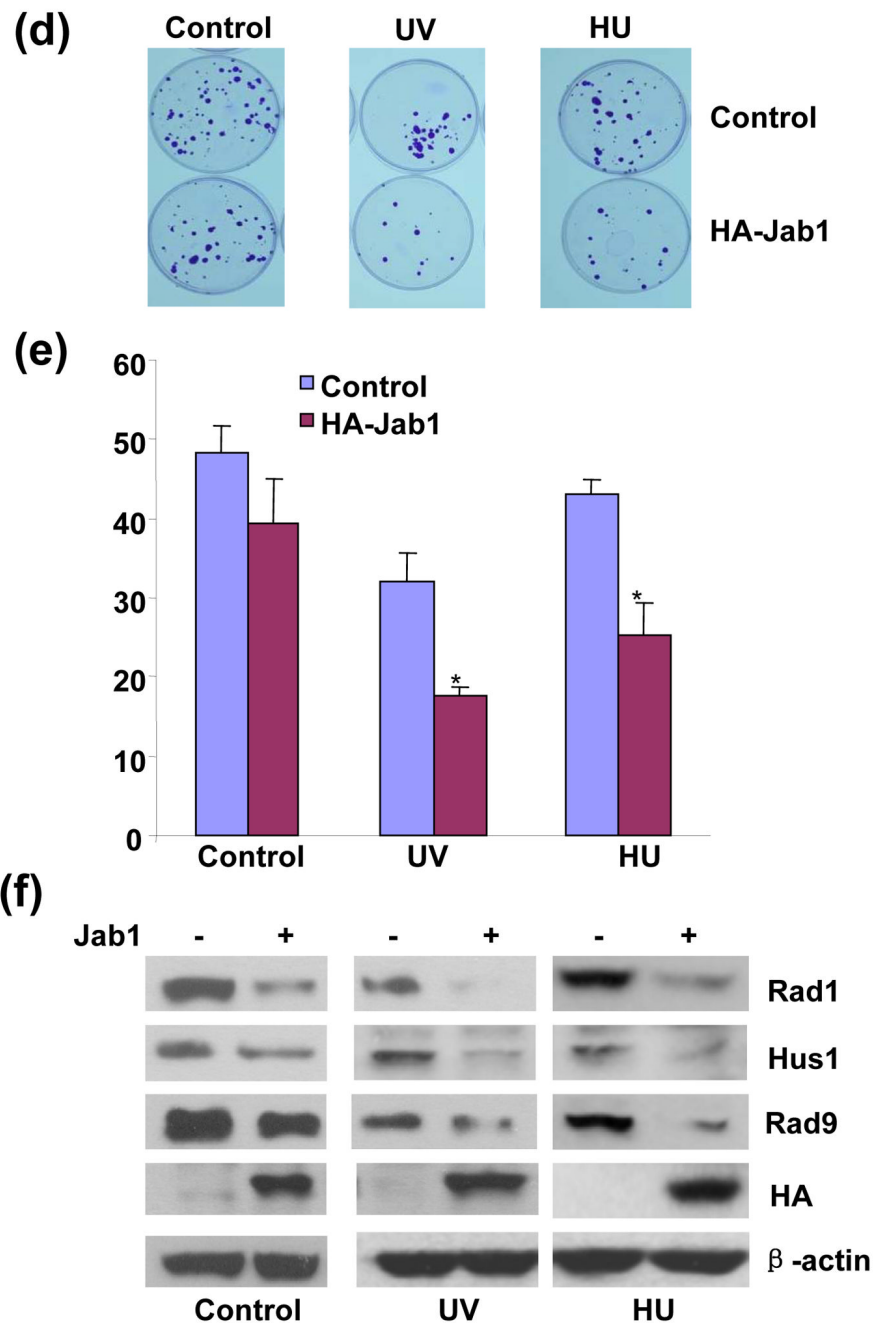 (d)
Control UV HU
Control
HA-Jab1
(e)
60
50
40
30
20
10
0
Control
HA-Jab1
*
*
Control UV HU
(f)
Jab1 - + - + - +
Rad1
Hus1
Rad9
HA
β-actin
Control UV HU